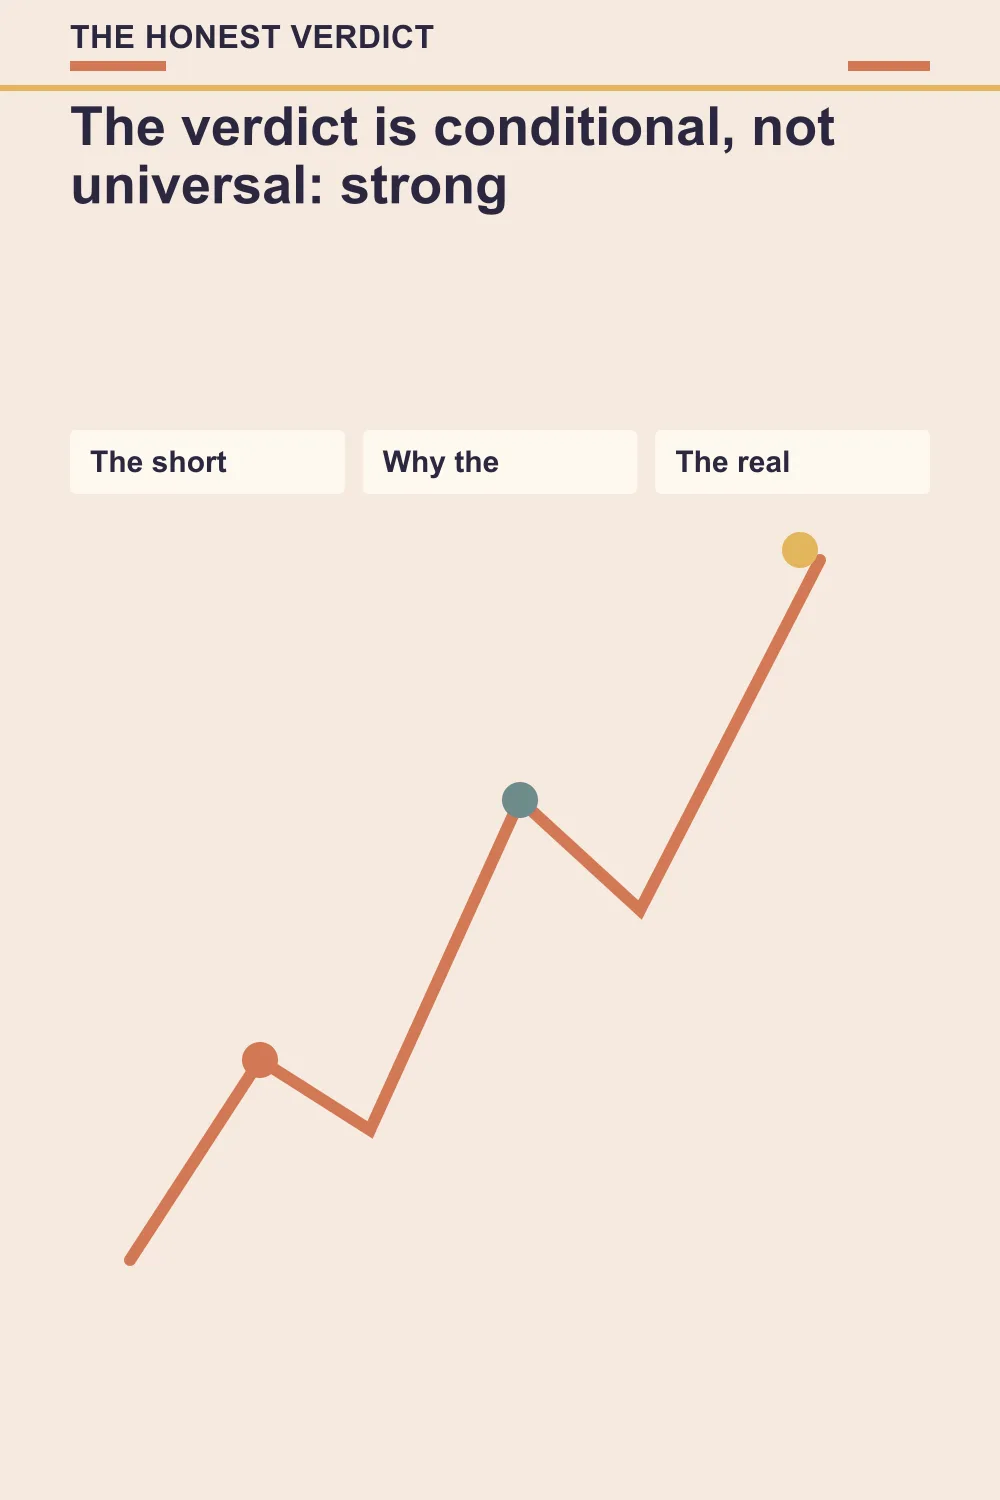 THE HONEST VERDICT
The verdict is conditional, not
universal: strong
The short
Why the
The real